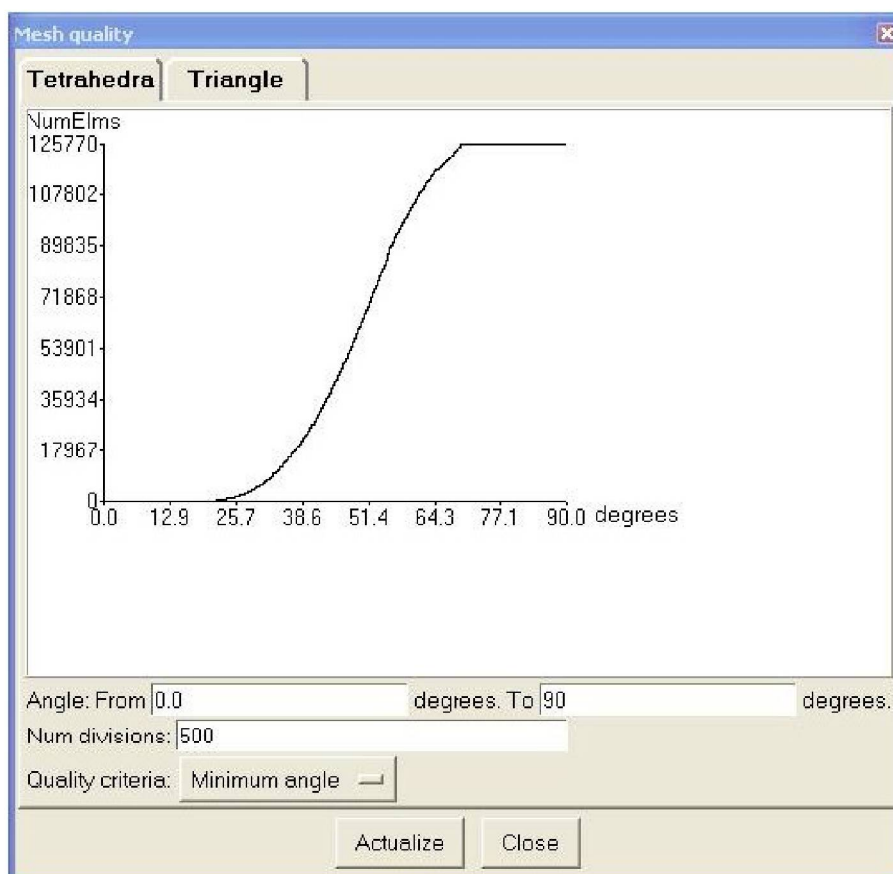 Mesh quality
Tetrahedra Triangle
NumElms
125770
107802
89835
71868
53901
35934
17967
0
0.0 12.9 25.7 38.6 51.4 64.3 77.1 90.0 degrees
Angle: From 0.0 degrees. To 90 degrees.
Num divisions: 500
Quality criteria: Minimum angle
Actualize Close